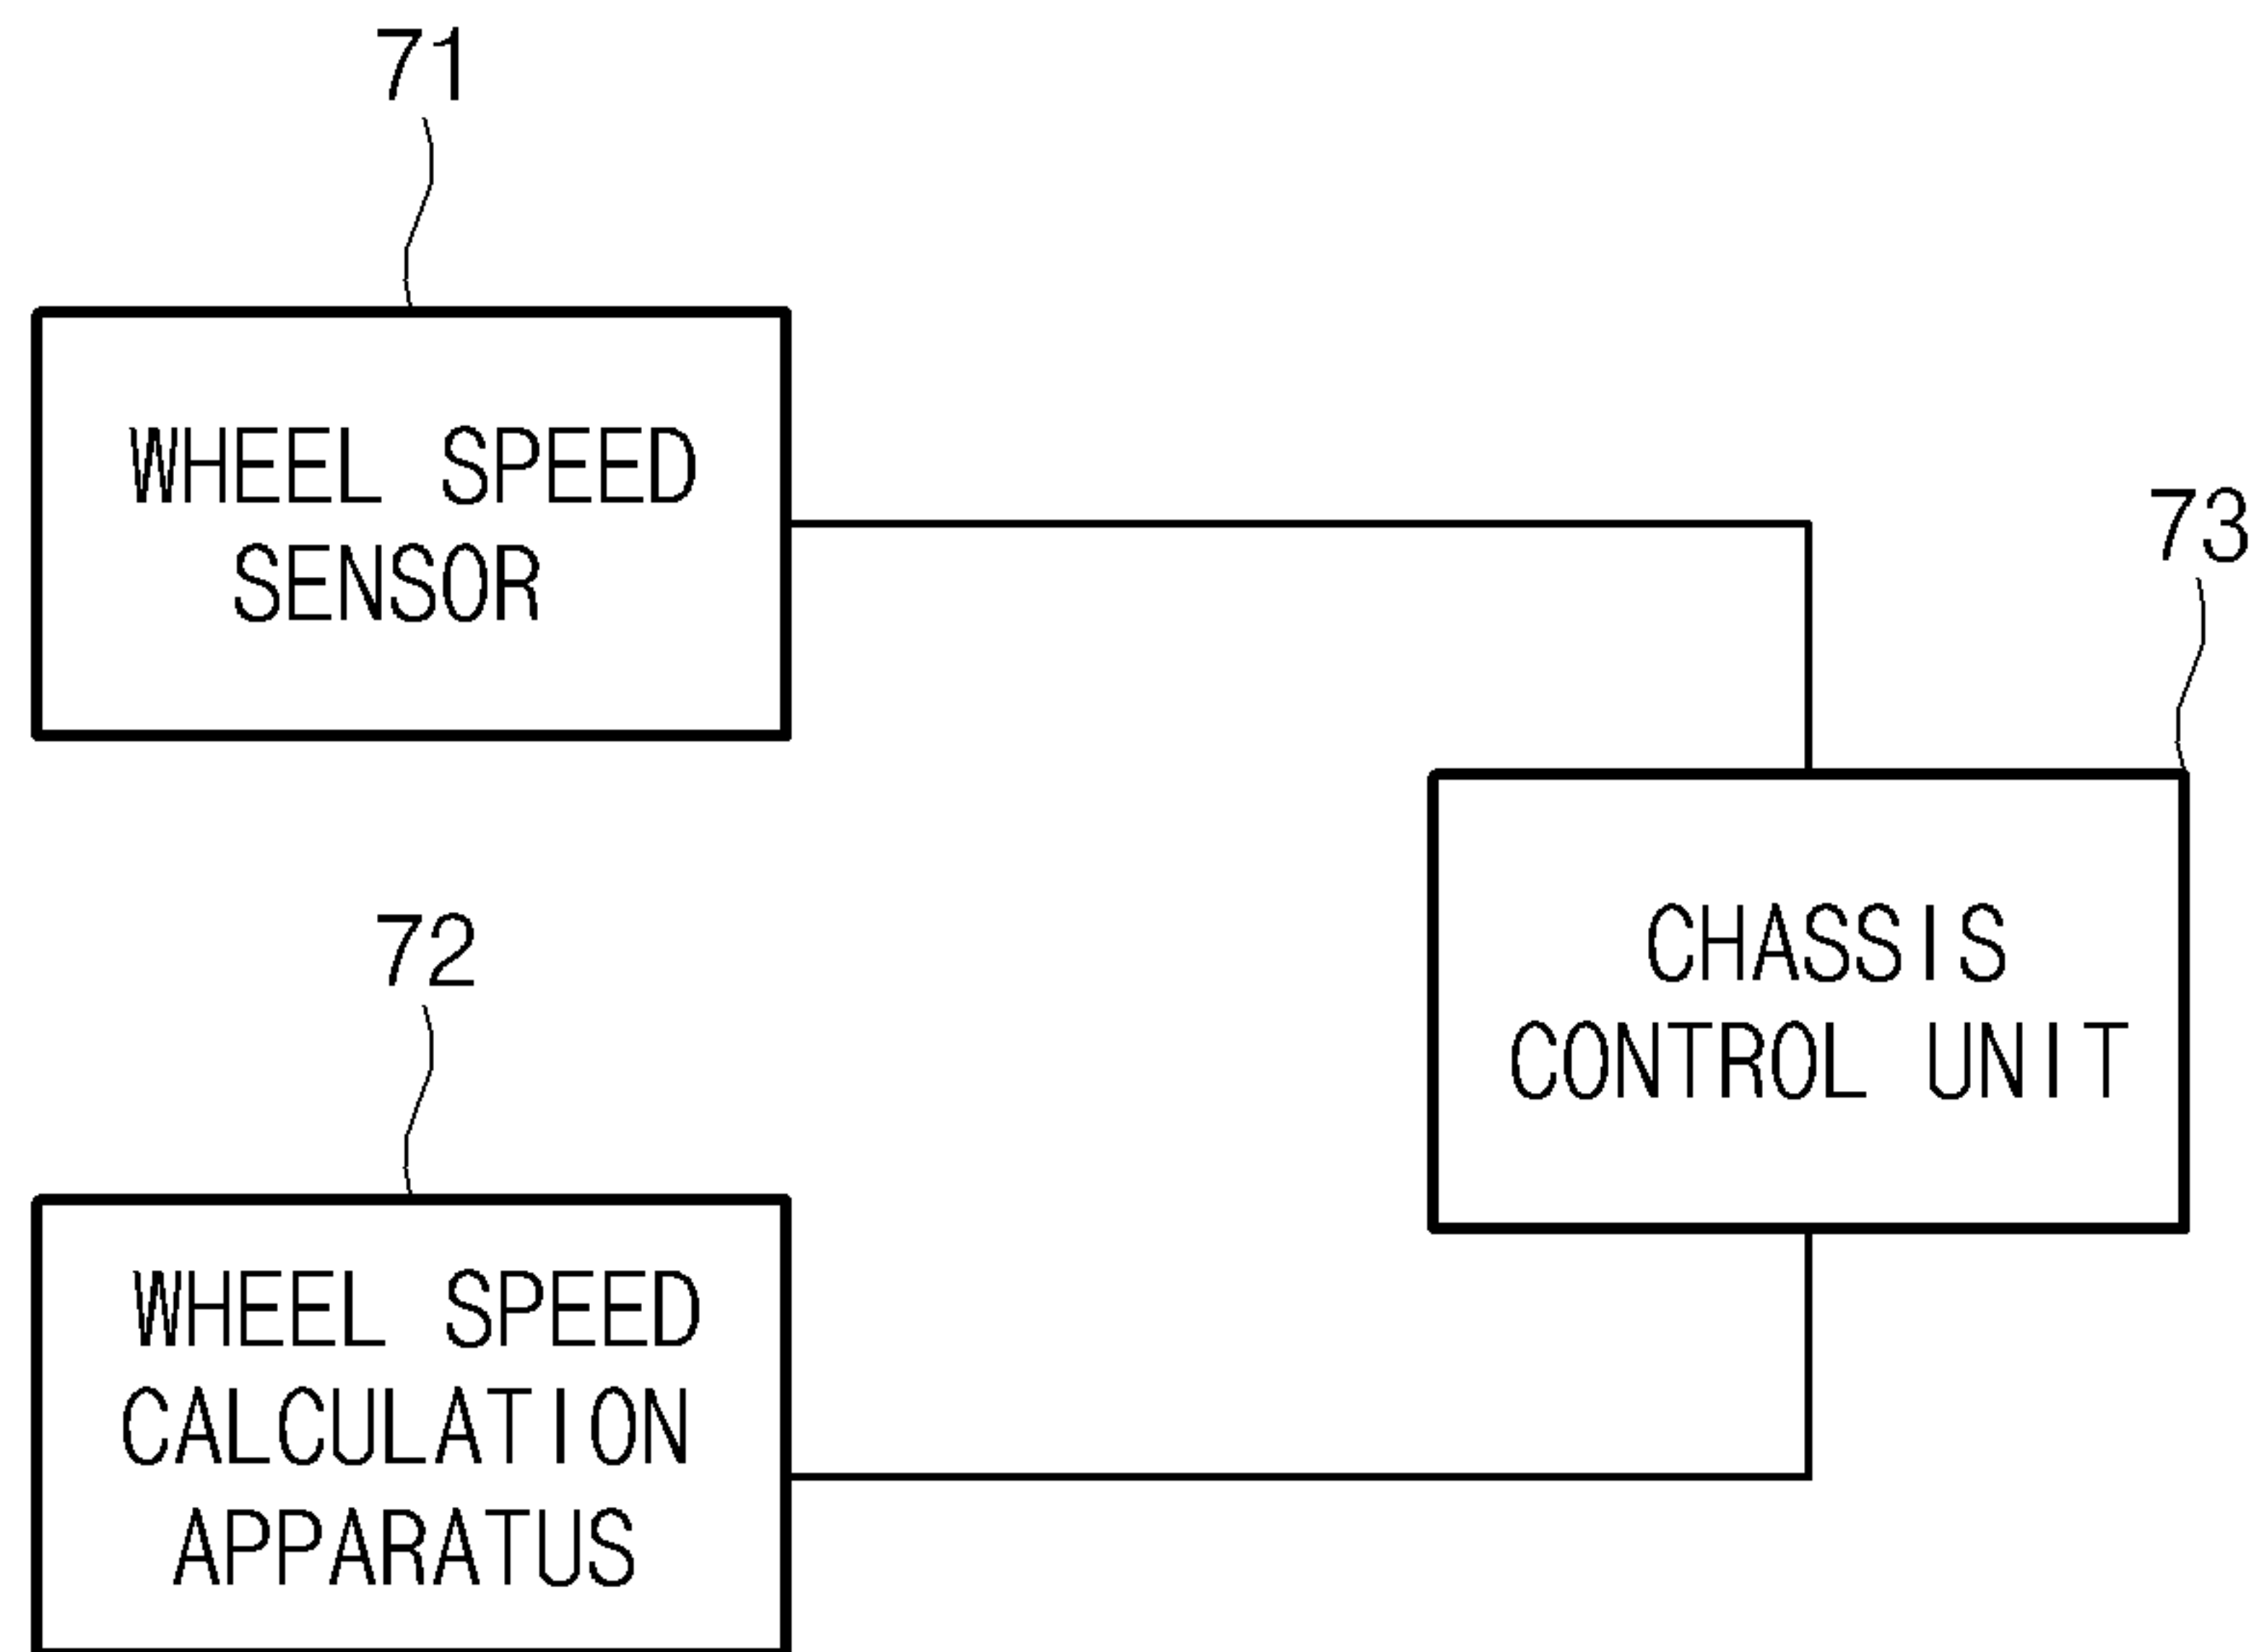 71
WHEEL SPEED
SENSOR
73
CHASSIS
CONTROL UNIT
72
WHEEL SPEED
CALCULATION
APPARATUS